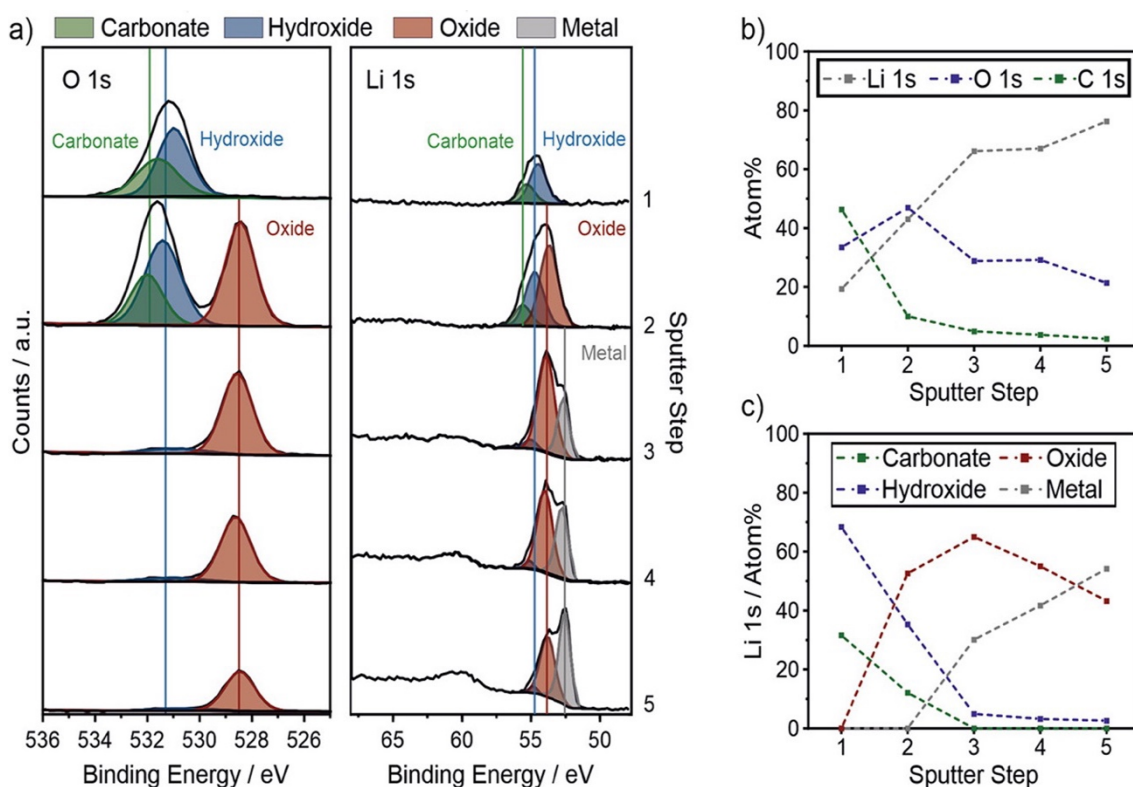 a)
Carbonate Hydroxide Oxide Metal
O 1s
Carbonate
Hydroxide
Oxide
Counts / a.u.
536 534 532 530 528 526
Binding Energy / eV
Li 1s
Carbonate
Hydroxide
Oxide
Metal
1
2
3
4
5
Sputter Step
65 60 55 50
Binding Energy / eV
b)
Li 1s O 1s C 1s
Atom%
100
80
60
40
20
0
1 2 3 4 5
Sputter Step
c)
Carbonate Oxide
Hydroxide Metal
Li 1s / Atom%
100
80
60
40
20
0
1 2 3 4 5
Sputter Step